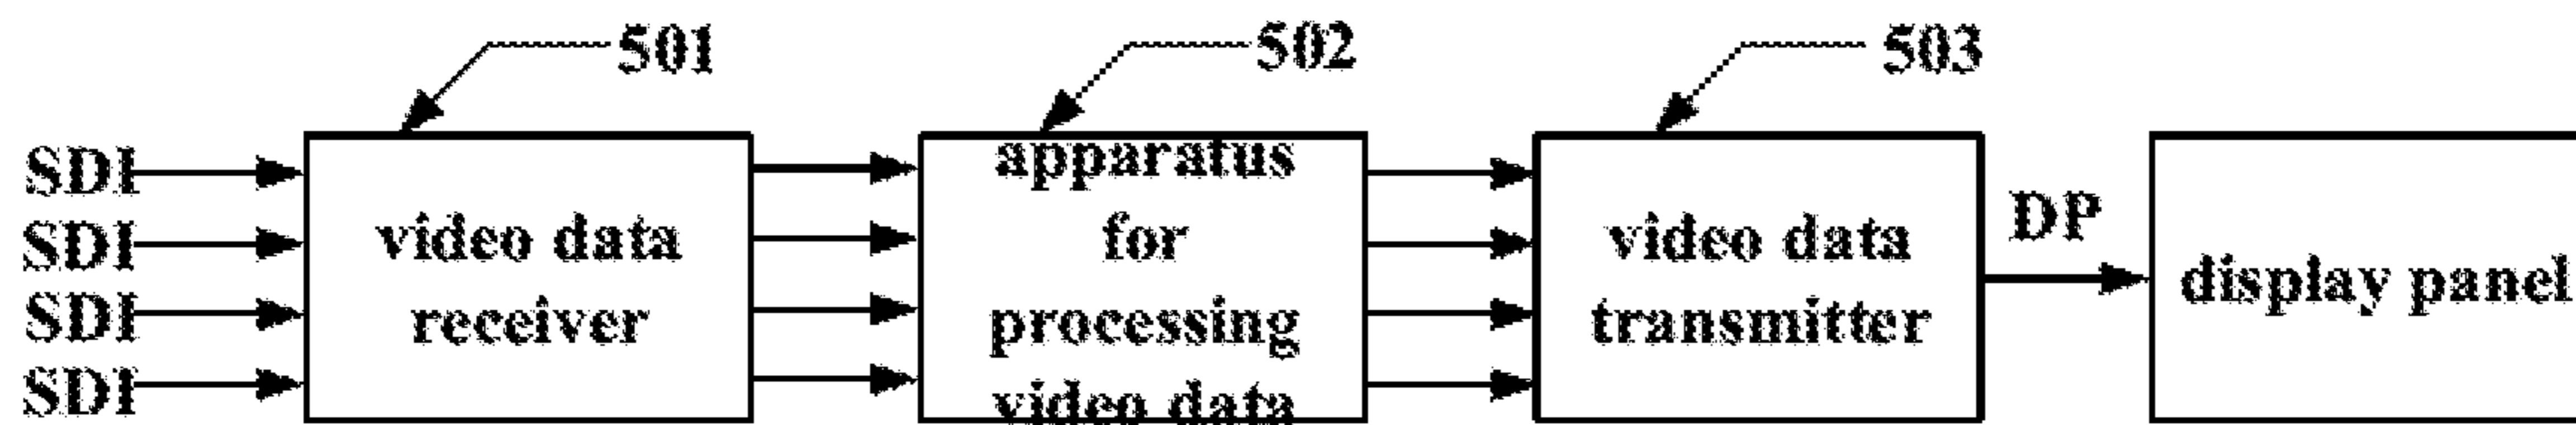 501
502
503
SDI
SDI
SDI
SDI
video data
receiver
apparatus
for
processing
video data
video data
transmitter
DP
display panel